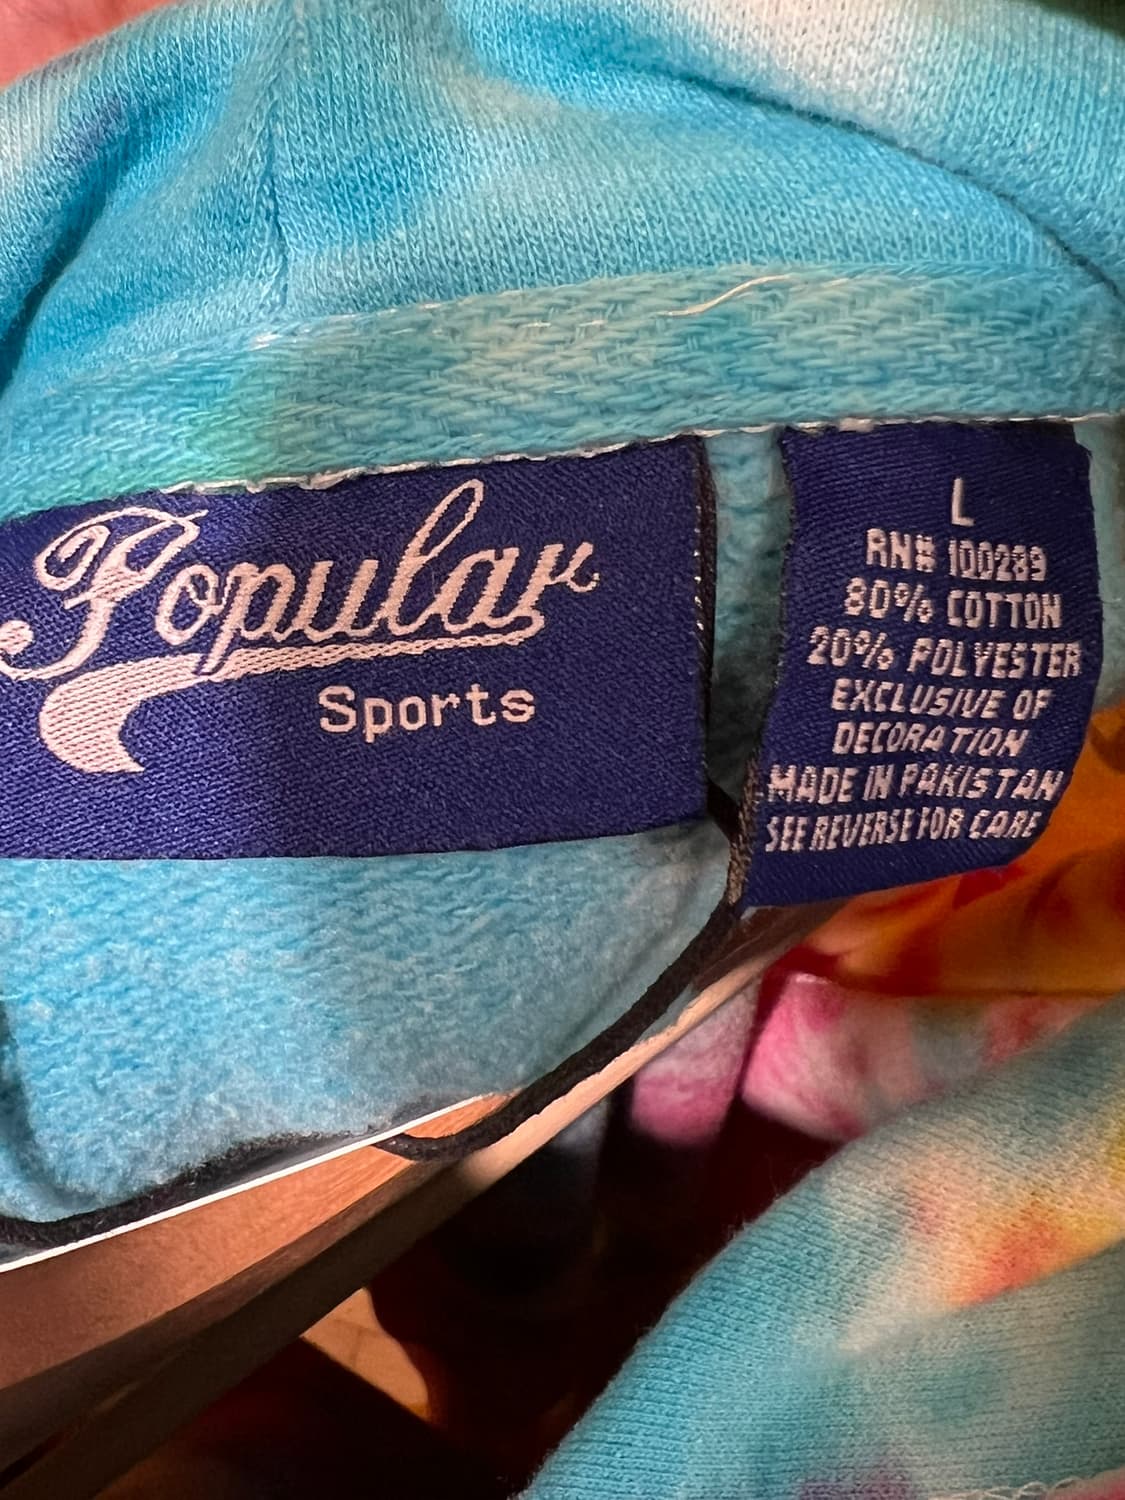 Popular
Sports
L
RN# 100289
80% COTTON
20% POLYESTER
EXCLUSIVE OF
DECORATION
MADE IN PAKISTAN
SEE REVERSE FOR CARE